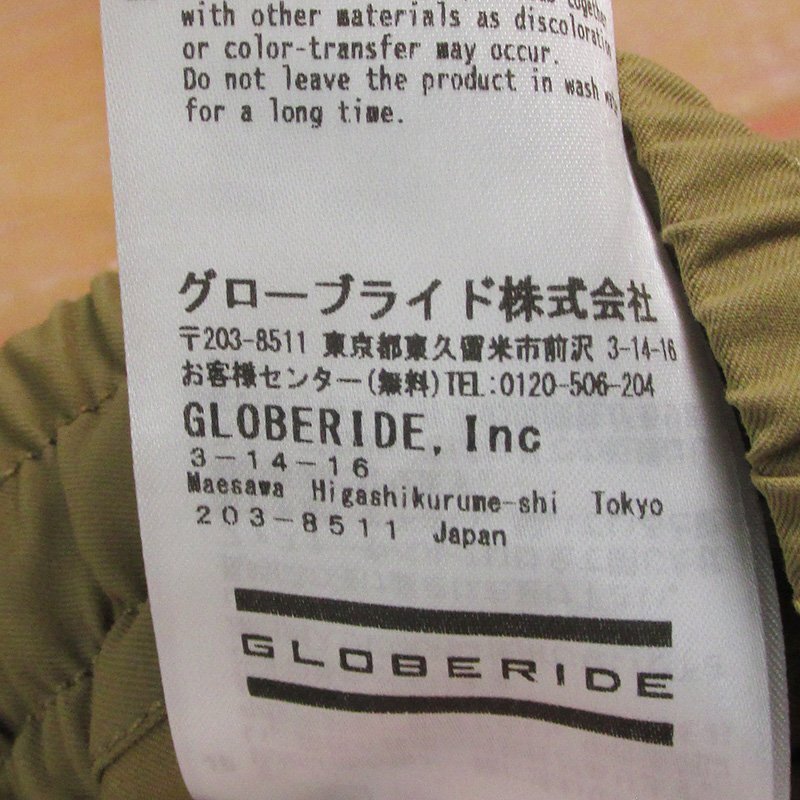 together
with other materials as discoloration
or color-transfer may occur.
Do not leave the product in wash
for a long time.
グローブライド株式会社
〒203-8511 東京都東久留米市前沢 3-14-16
お客様センター(無料)TEL:0120-506-204
GLOBERIDE, Inc
3-14-16
Maesawa Higashikurume-shi Tokyo
203-8511 Japan
GLOBERIDE